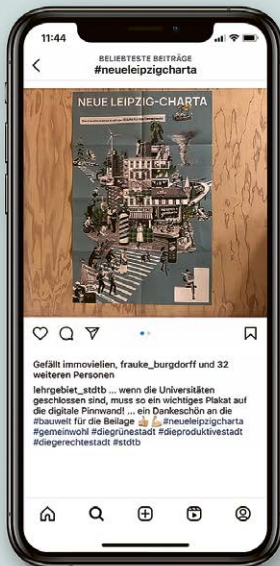 11:44
BELIEBTESTE BEITRÄGE
#neueleipzigcharta
NEUE LEIPZIG-CHARTA
Gefällt immovielien, frauke_burgdorff und 32
weiteren Personen
lehrgebiet_stdtb ... wenn die Universitäten
geschlossen sind, muss so ein wichtiges Plakat auf
die digitale Pinnwand! ... ein Dankeschön an die
#bauwelt für die Beilage 👍💪 #neueleipzigcharta
#gemeinwohl #diegrünestadt #dieproduktivestadt
#diegerechtestadt #stdtb